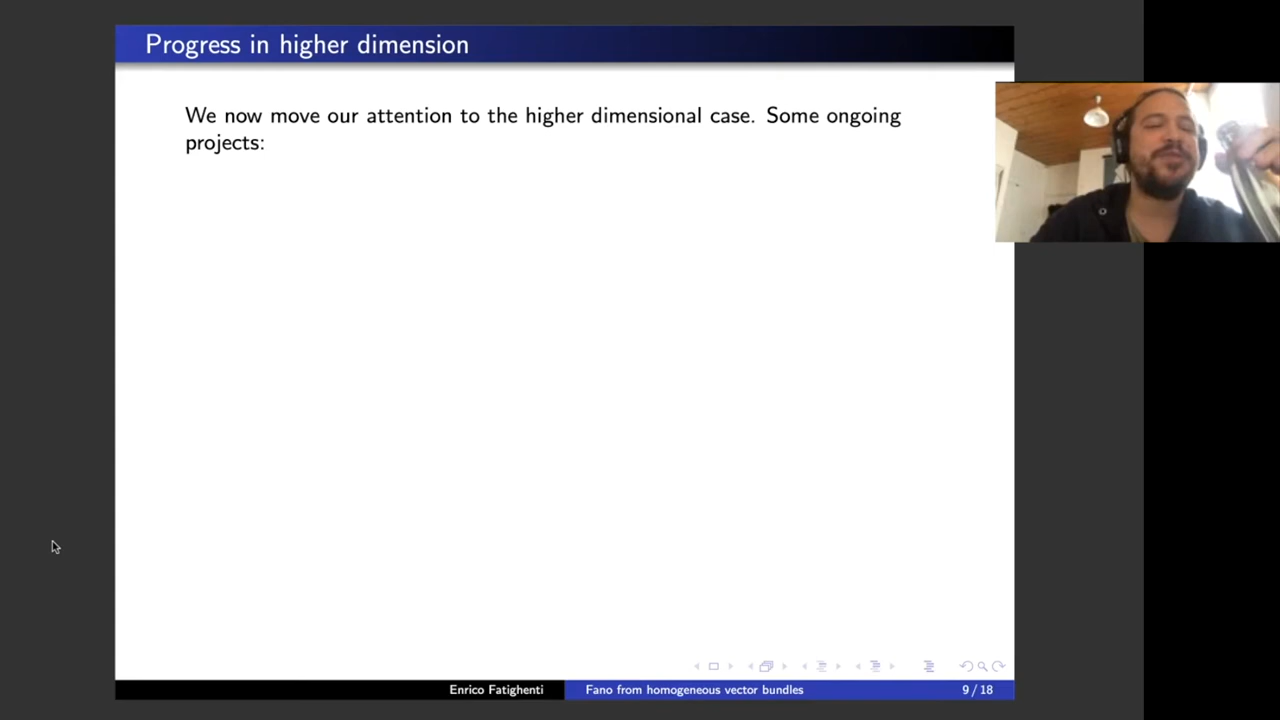 Progress in higher dimension
We now move our attention to the higher dimensional case. Some ongoing
projects:
Enrico Fatighenti
Fano from homogeneous vector bundles
9 / 18